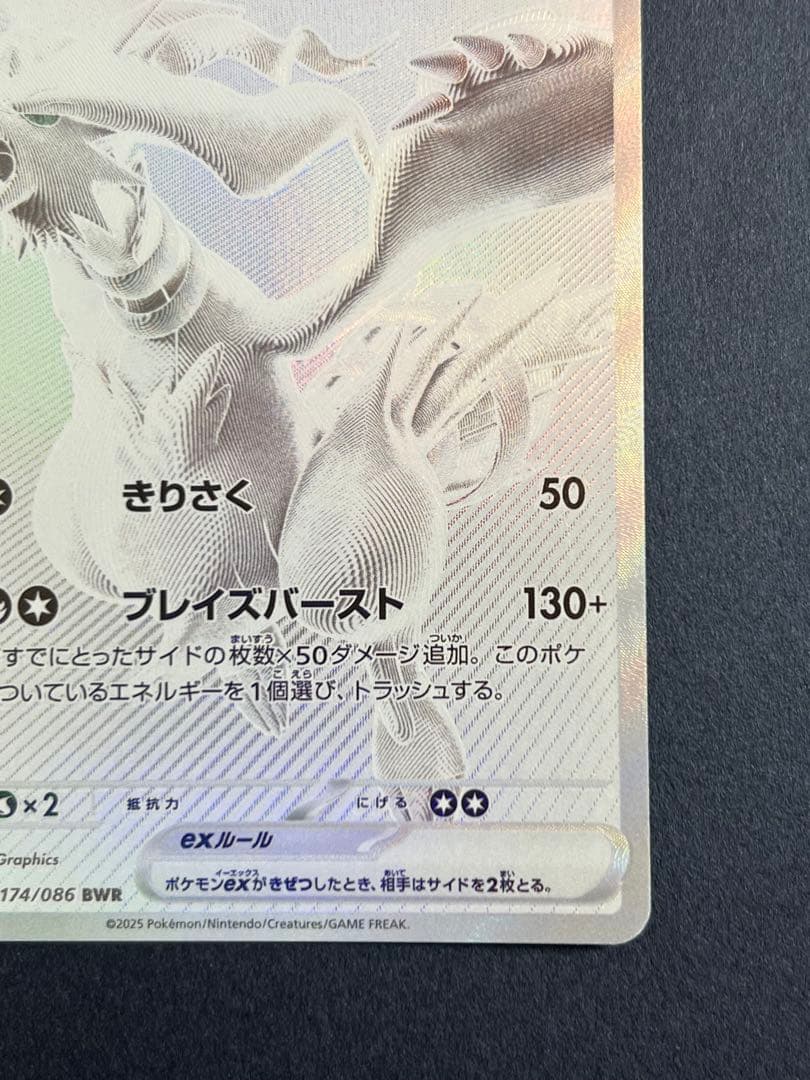 きりさく 50
ブレイズバースト 130+
すでにとったサイドの枚数×50ダメージ追加。このポケ
ついているエネルギーを1個選び、トラッシュする。
×2 抵抗力 にげる
exルール
Graphics
ポケモンexがきぜつしたとき、相手はサイドを2枚とる。
174/086 BWR
©2025 Pokémon/Nintendo/Creatures/GAME FREAK.